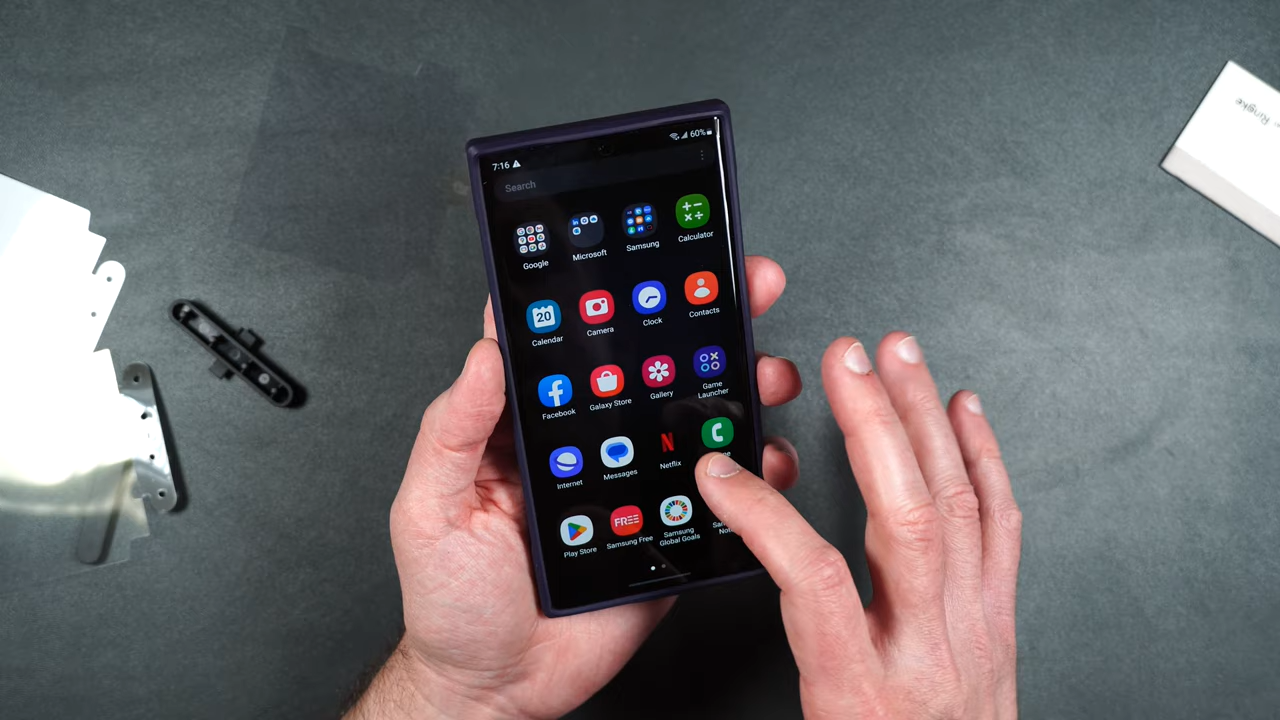 7:16
60%
Search
Google
Microsoft
Samsung
Calculator
20
Calendar
Camera
Clock
Contacts
Facebook
Galaxy Store
Gallery
Game
Launcher
Internet
Messages
N
Netflix
Play Store
FREE
Samsung Free
Samsung
Global Goals
Ringke